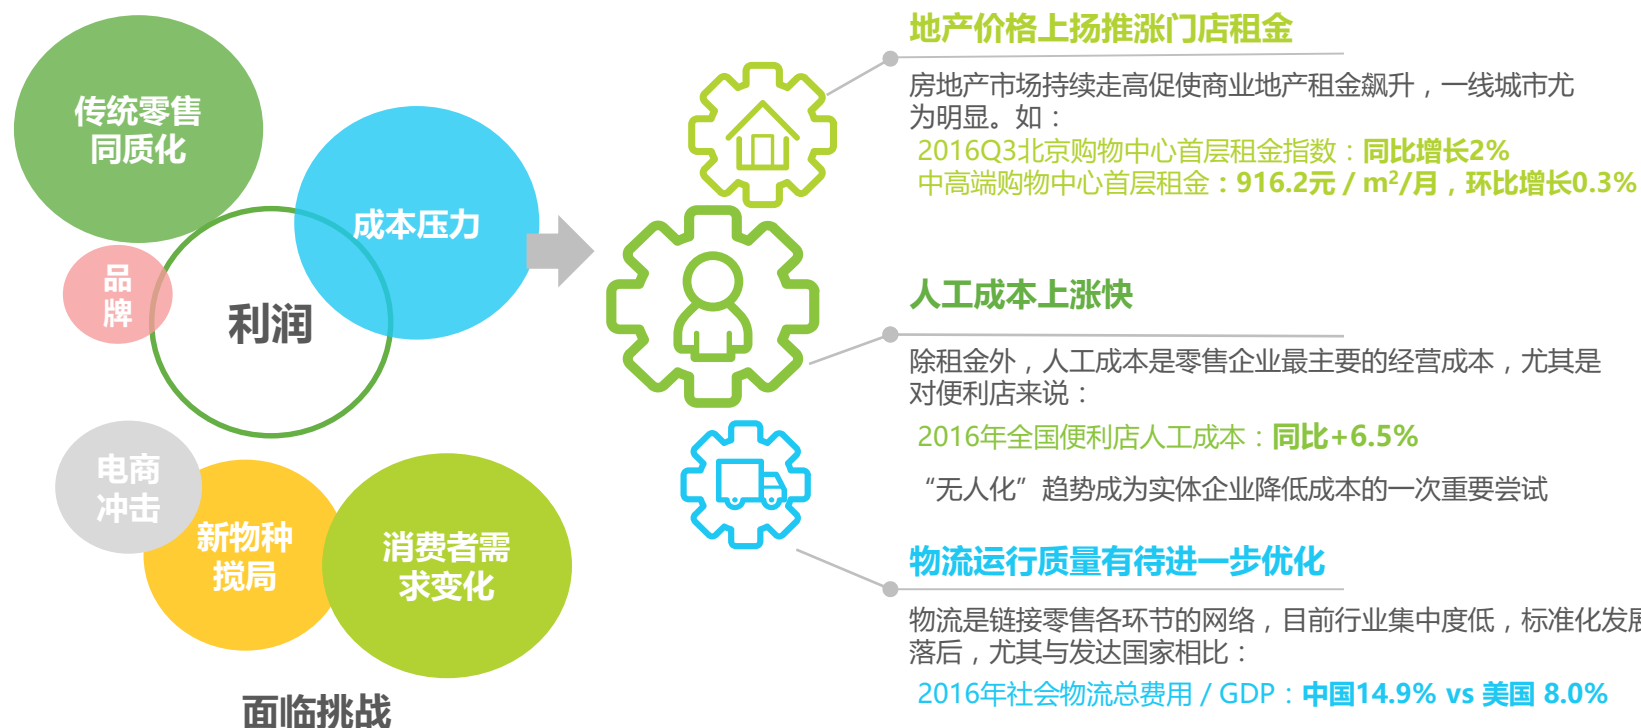 传统零售
同质化
成本压力
品
牌
利润
电商
冲击
新物种
搅局
消费者需
求变化
面临挑战
地产价格上扬推涨门店租金
房地产市场持续走高促使商业地产租金飙升，一线城市尤
为明显。如：
2016Q3北京购物中心首层租金指数：同比增长2%
中高端购物中心首层租金：916.2元 / m²/月，环比增长0.3%
人工成本上涨快
除租金外，人工成本是零售企业最主要的经营成本，尤其是
对便利店来说：
2016年全国便利店人工成本：同比+6.5%
“无人化”趋势成为实体企业降低成本的一次重要尝试
物流运行质量有待进一步优化
物流是链接零售各环节的网络，目前行业集中度低，标准化发展
落后，尤其与发达国家相比：
2016年社会物流总费用 / GDP：中国14.9% vs 美国 8.0%